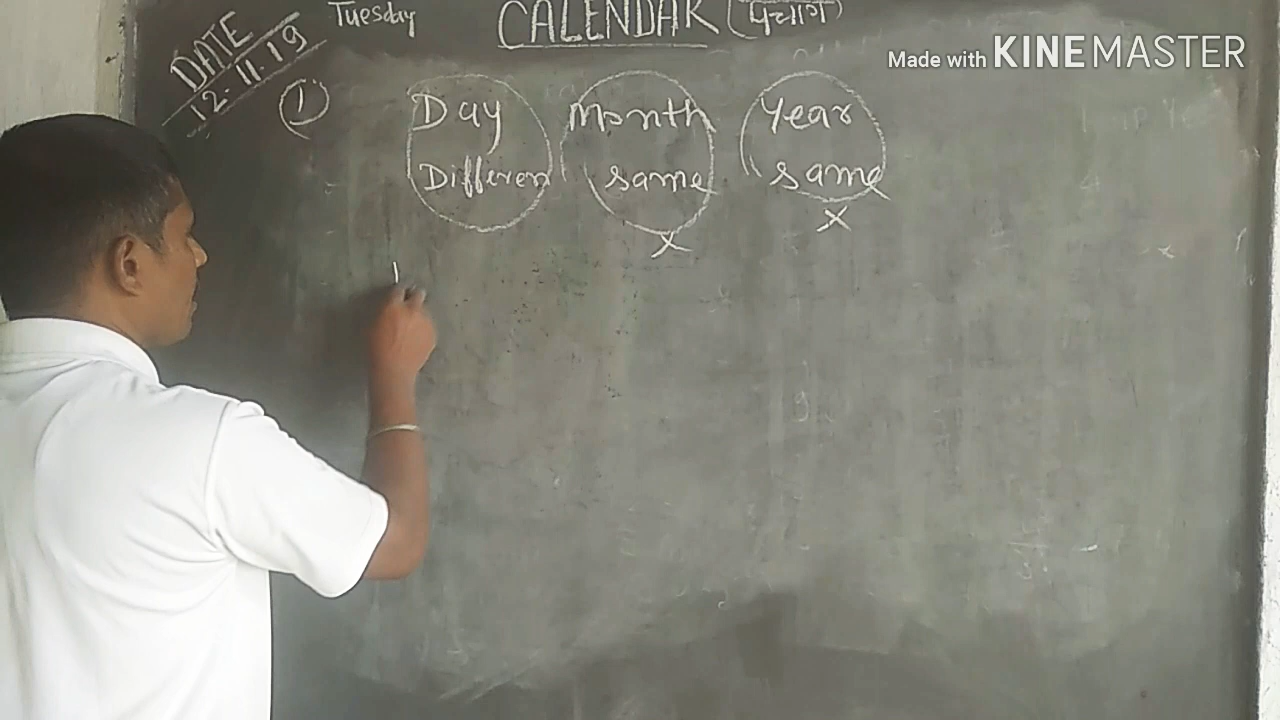 Tuesday
CALENDAR (पंचांग)
DATE
12.11.19
Made with KINEMASTER
1
Day Month Year
Differen same same
x x